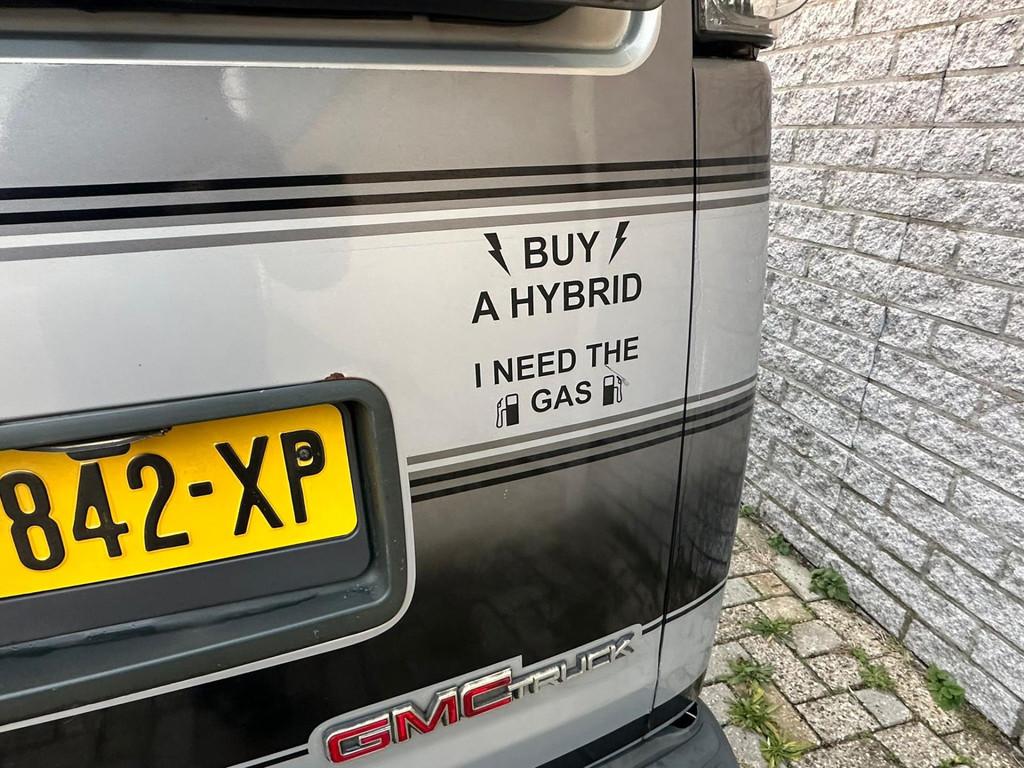 BUY
A HYBRID
I NEED THE
GAS
842-XP
GMC TRUCK